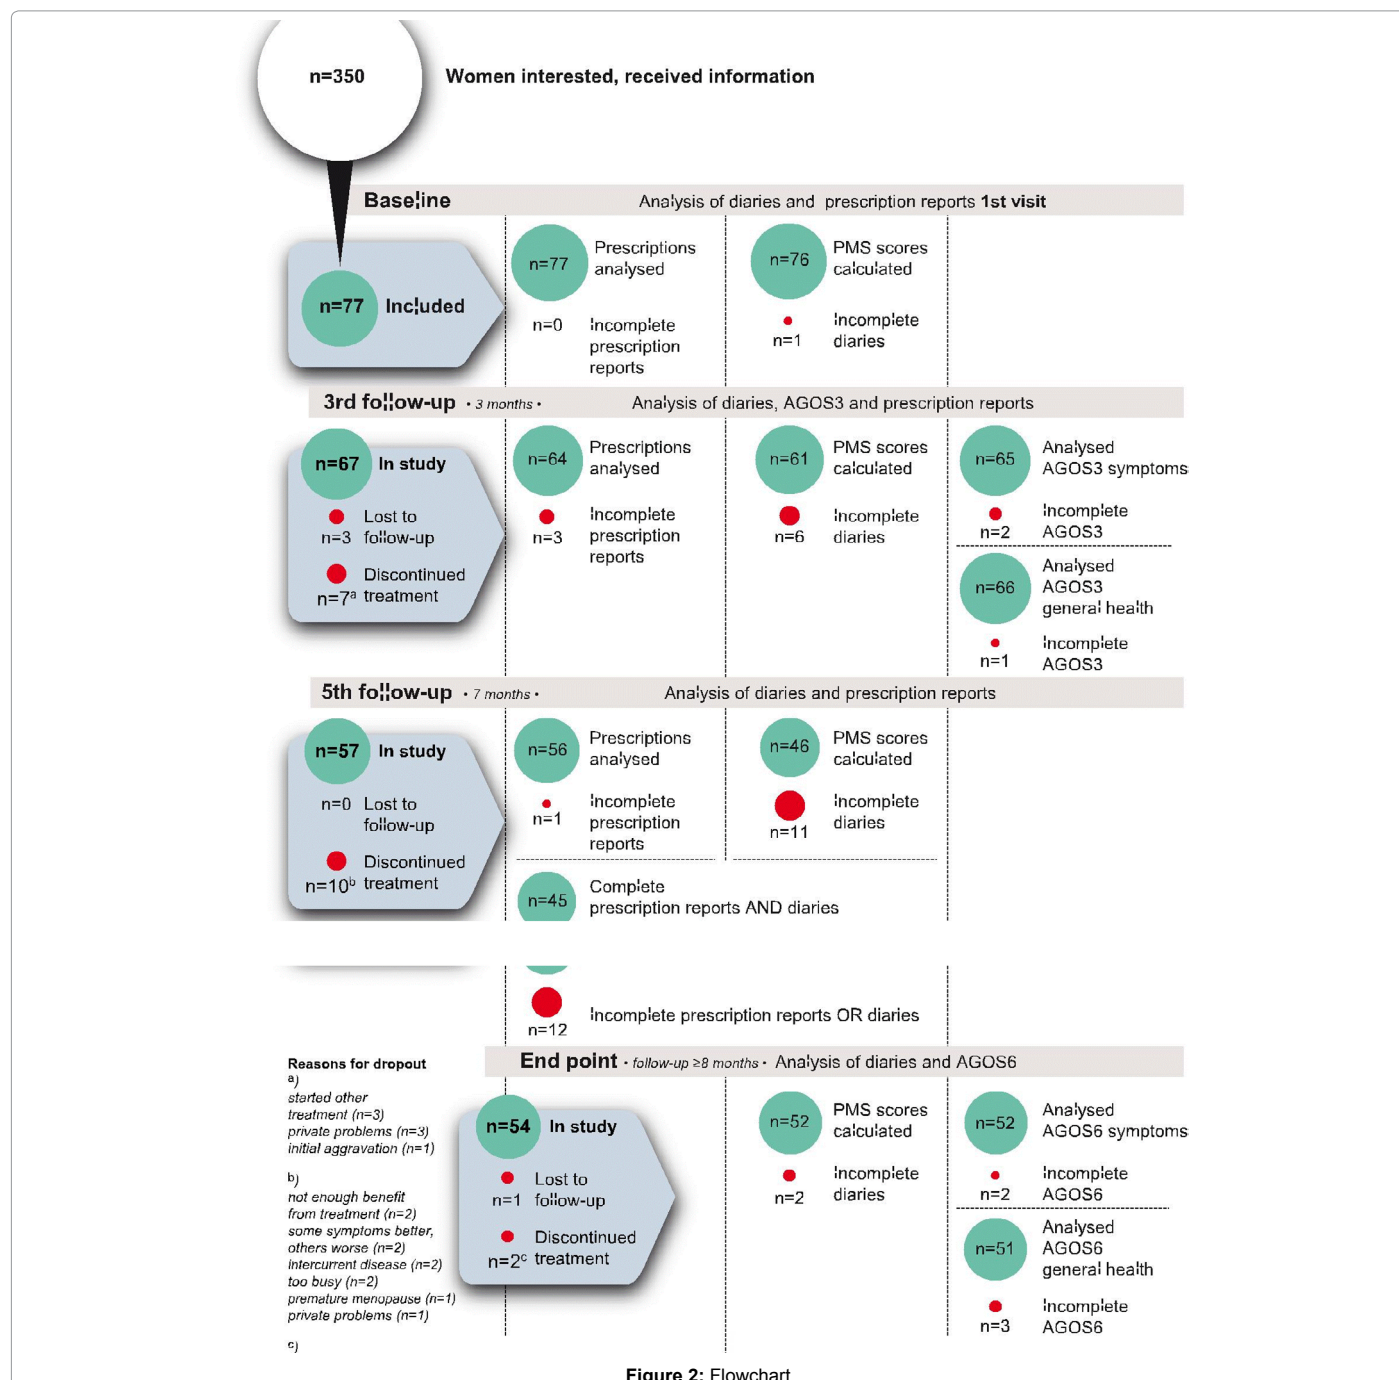 n=350
Women interested, received information
Baseline
Analysis of diaries and prescription reports 1st visit
n=77
Included
n=77
Prescriptions
analysed
n=0
Incomplete
prescription
reports
n=76
PMS scores
calculated
n=1
Incomplete
diaries
3rd follow-up • 3 months •
Analysis of diaries, AGOS3 and prescription reports
n=67
In study
n=3
Lost to
follow-up
n=7a
Discontinued
treatment
n=64
Prescriptions
analysed
n=3
Incomplete
prescription
reports
n=61
PMS scores
calculated
n=6
Incomplete
diaries
n=65
Analysed
AGOS3 symptoms
n=2
Incomplete
AGOS3
n=66
Analysed
AGOS3
general health
n=1
Incomplete
AGOS3
5th follow-up • 7 months •
Analysis of diaries and prescription reports
n=57
In study
n=0
Lost to
follow-up
n=10b
Discontinued
treatment
n=56
Prescriptions
analysed
n=1
Incomplete
prescription
reports
n=46
PMS scores
calculated
n=11
Incomplete
diaries
n=45
Complete
prescription reports AND diaries
n=12
Incomplete prescription reports OR diaries
Reasons for dropout
a)
started other
treatment (n=3)
private problems (n=3)
initial aggravation (n=1)
b)
not enough benefit
from treatment (n=2)
some symptoms better,
others worse (n=2)
intercurrent disease (n=2)
too busy (n=2)
premature menopause (n=1)
private problems (n=1)
c)
End point • follow-up ≥8 months • Analysis of diaries and AGOS6
n=54
In study
n=1
Lost to
follow-up
n=2c
Discontinued
treatment
n=52
PMS scores
calculated
n=2
Incomplete
diaries
n=52
Analysed
AGOS6 symptoms
n=2
Incomplete
AGOS6
n=51
Analysed
AGOS6
general health
n=3
Incomplete
AGOS6
Figure 2: Flowchart